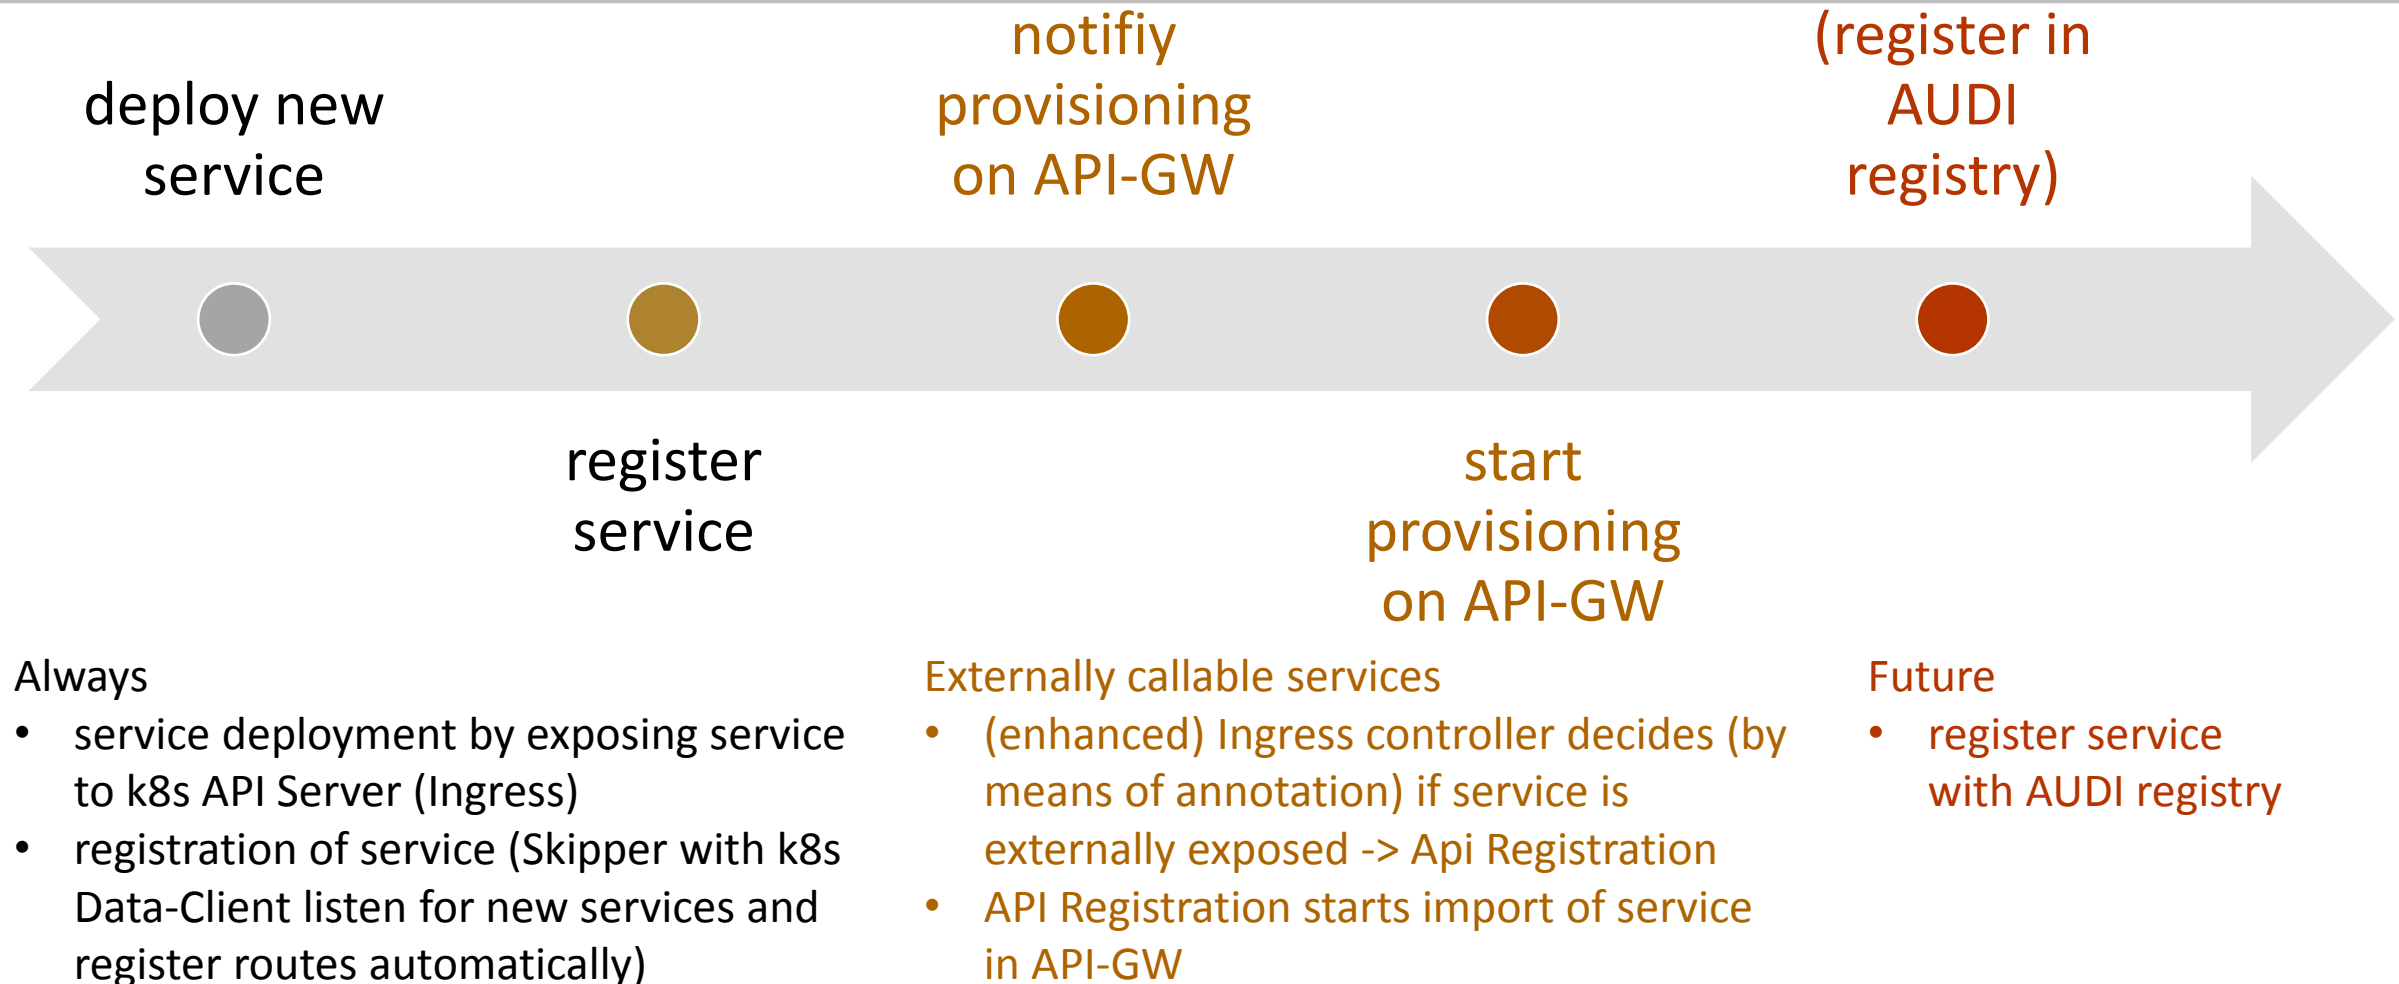 deploy new
service
notifiy
provisioning
on API-GW
(register in
AUDI
registry)
register
service
start
provisioning
on API-GW
Always
• service deployment by exposing service
to k8s API Server (Ingress)
• registration of service (Skipper with k8s
Data-Client listen for new services and
register routes automatically)
Externally callable services
• (enhanced) Ingress controller decides (by
means of annotation) if service is
externally exposed -> Api Registration
• API Registration starts import of service
in API-GW
Future
• register service
with AUDI registry